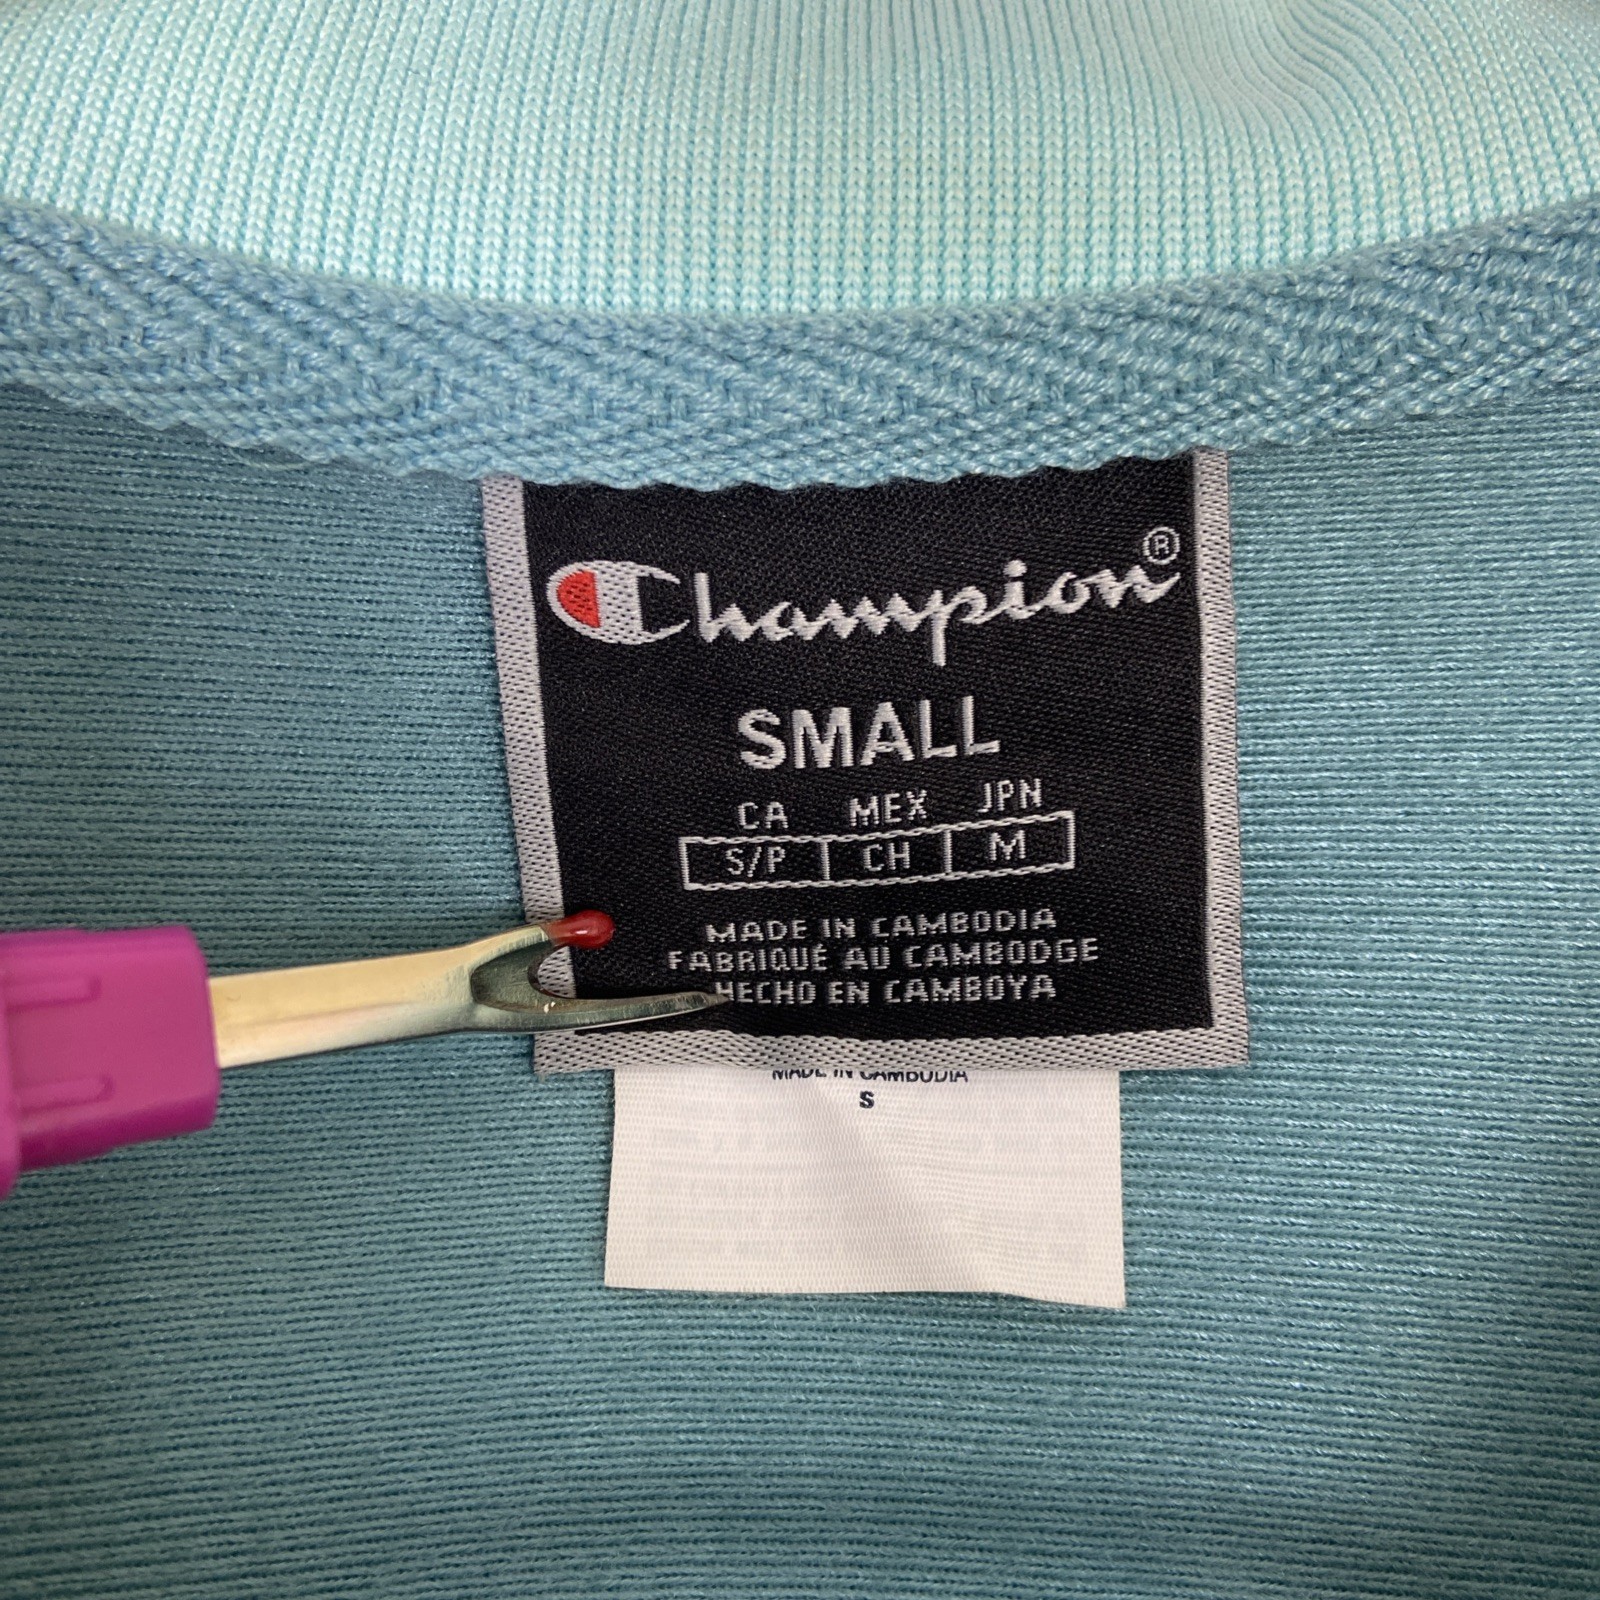 Champion®
SMALL
CA MEX JPN
S/P CH M
MADE IN CAMBODIA
FABRIQUÉ AU CAMBODGE
HECHO EN CAMBOYA
MADE IN CAMBODIA
S